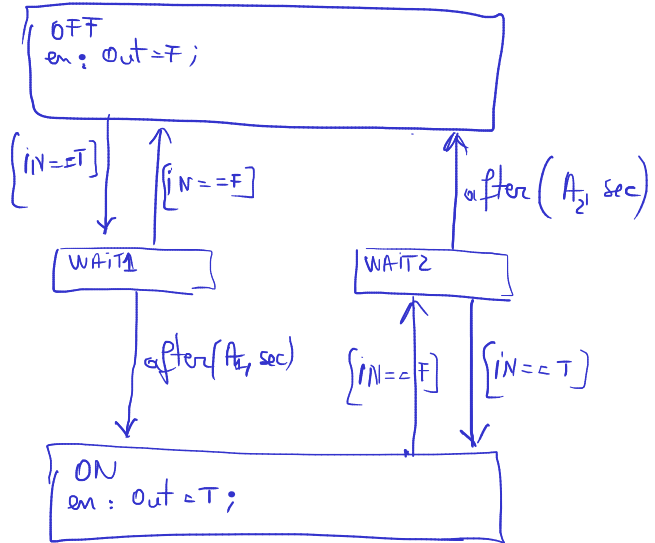 OFF
en: Out=F;
[iN==T]
[iN==F]
after(A2, sec)
WAiT1
WAiT2
after(A1, sec)
[iN==F]
[iN==T]
ON
en: Out=T;